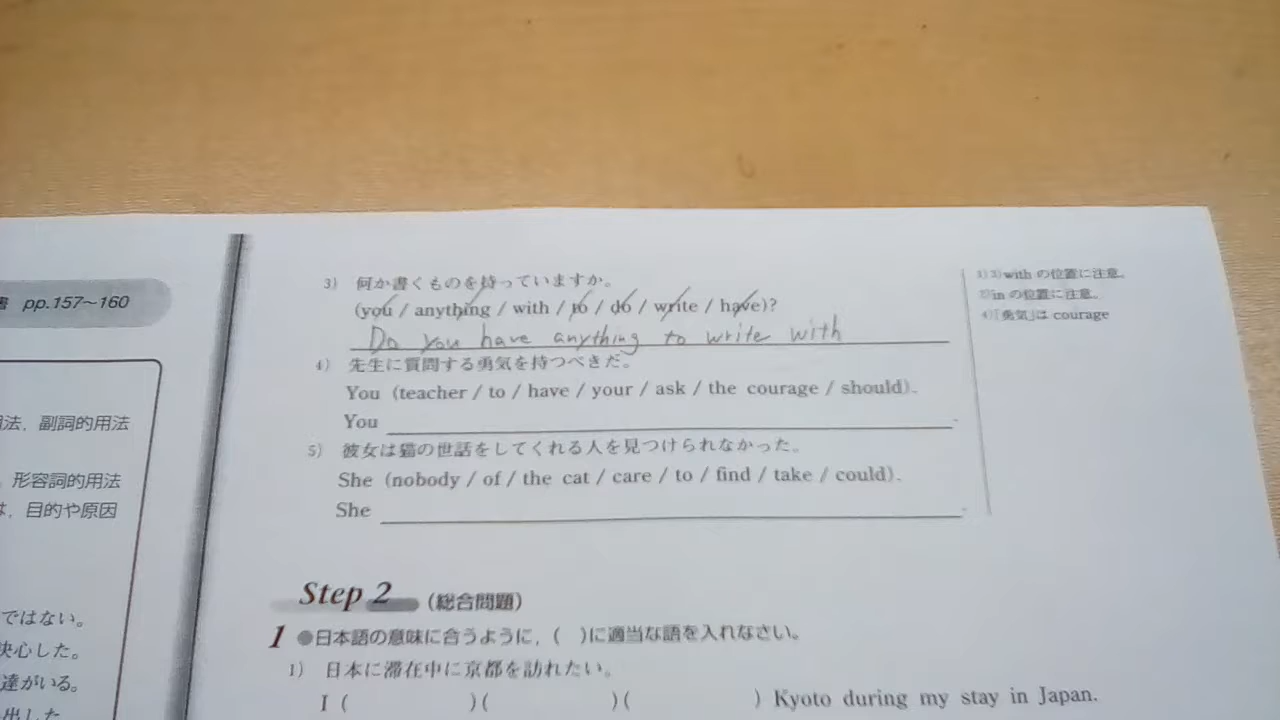 pp.157~160
法，副詞的用法
形容詞的用法
，目的や原因
ではない。
決心した。
達がいる。
出した
3) 何か書くものを持っていますか。
(you / anything / with / to / do / write / have)?
Do you have anything to write with
4) 先生に質問する勇気を持つべきだ。
You (teacher / to / have / your / ask / the courage / should).
You .
5) 彼女は猫の世話をしてくれる人を見つけられなかった。
She (nobody / of / the cat / care / to / find / take / could).
She .
1)3)with の位置に注意。
2)in の位置に注意。
4)「勇気」は courage
Step 2 (総合問題)
1 ●日本語の意味に合うように，( )に適当な語を入れなさい。
1) 日本に滞在中に京都を訪れたい。
I ( )( )( ) Kyoto during my stay in Japan.